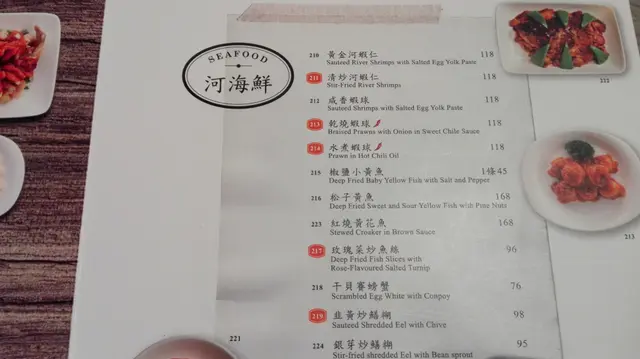 SEAFOOD
河海鮮
210 黃金河蝦仁 118
Sauteed River Shrimps with Salted Egg Yolk Paste
211 清炒河蝦仁 118
Stir-Fried River Shrimps
212 咸香蝦球 118
Sauteed Shrimps with Salted Egg Yolk Paste
213 乾燒蝦球 118
Braised Prawns with Onion in Sweet Chile Sauce
214 水煮蝦球 118
Prawn in Hot Chili Oil
215 椒鹽小黃魚 1條45
Deep Fried Baby Yellow Fish with Salt and Pepper
216 松子黃魚 168
Deep Fried Sweat and Sour Yellow Fish with Pine Nuts
223 紅燒黃花魚 168
Stewed Croaker in Brown Sauce
217 玫瑰菜炒魚絲 96
Deep Fried Fish Slices with
Rose-Flavoured Salted Turnip
218 干貝賽螃蟹 76
Scrambled Egg White with Conpoy
219 韭黃炒鱔糊 98
Sauteed Shredded Eel with Chive
224 銀芽炒鱔糊 95
Stir-fried shredded Eel with Bean sprout
222
213
221